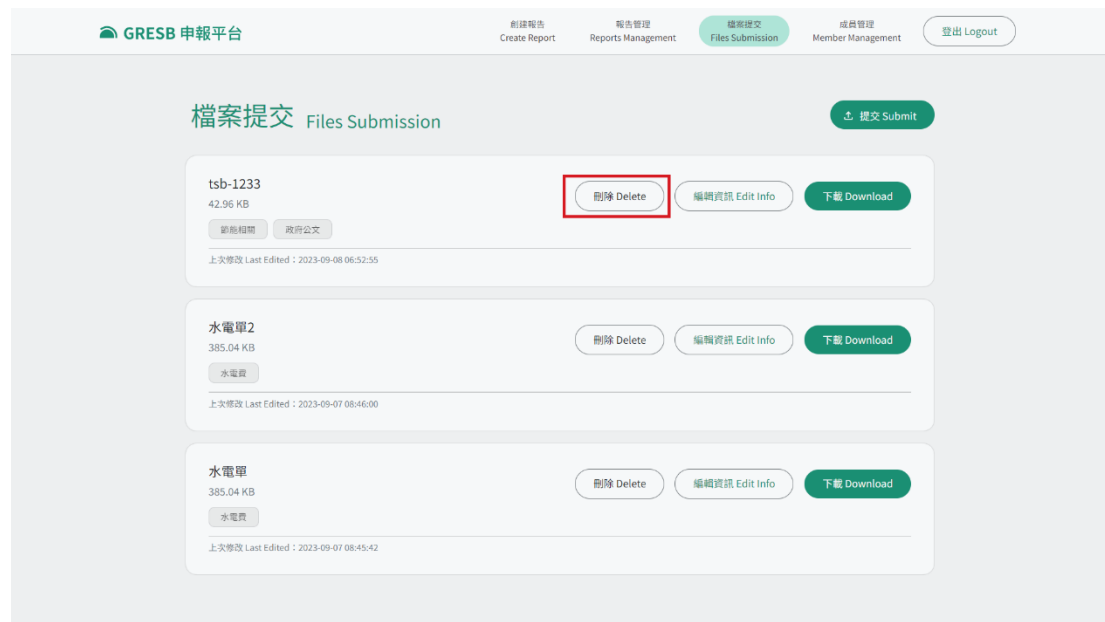 GRESB 申報平台
創建報告
Create Report
報告管理
Reports Management
檔案提交
Files Submission
成員管理
Member Management
登出 Logout
檔案提交 Files Submission
提交 Submit
tsb-1233
42.96 KB
節能相關 政府公文
刪除 Delete
編輯資訊 Edit Info
下載 Download
上次修改 Last Edited：2023-09-08 06:52:55
水電單2
385.04 KB
水電費
刪除 Delete
編輯資訊 Edit Info
下載 Download
上次修改 Last Edited：2023-09-07 08:46:00
水電單
385.04 KB
水電費
刪除 Delete
編輯資訊 Edit Info
下載 Download
上次修改 Last Edited：2023-09-07 08:45:42